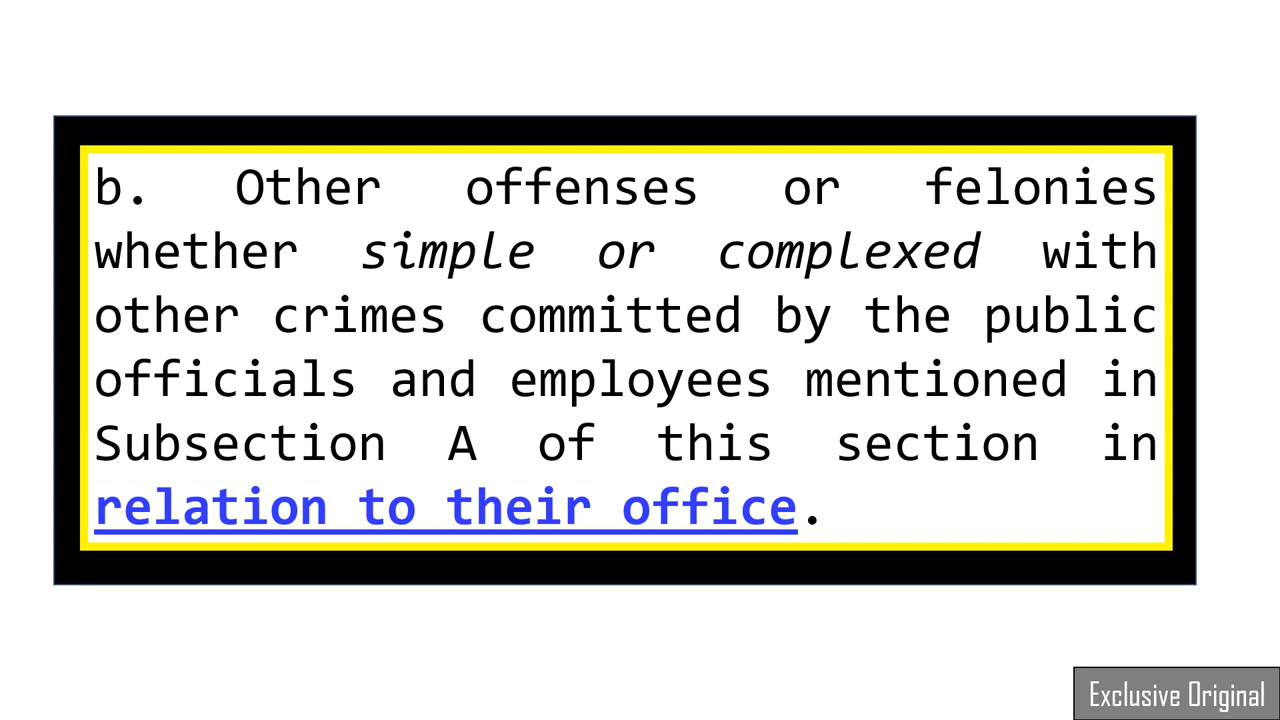 b. Other offenses or felonies
whether simple or complexed with
other crimes committed by the public
officials and employees mentioned in
Subsection A of this section in
relation to their office.
Exclusive Original